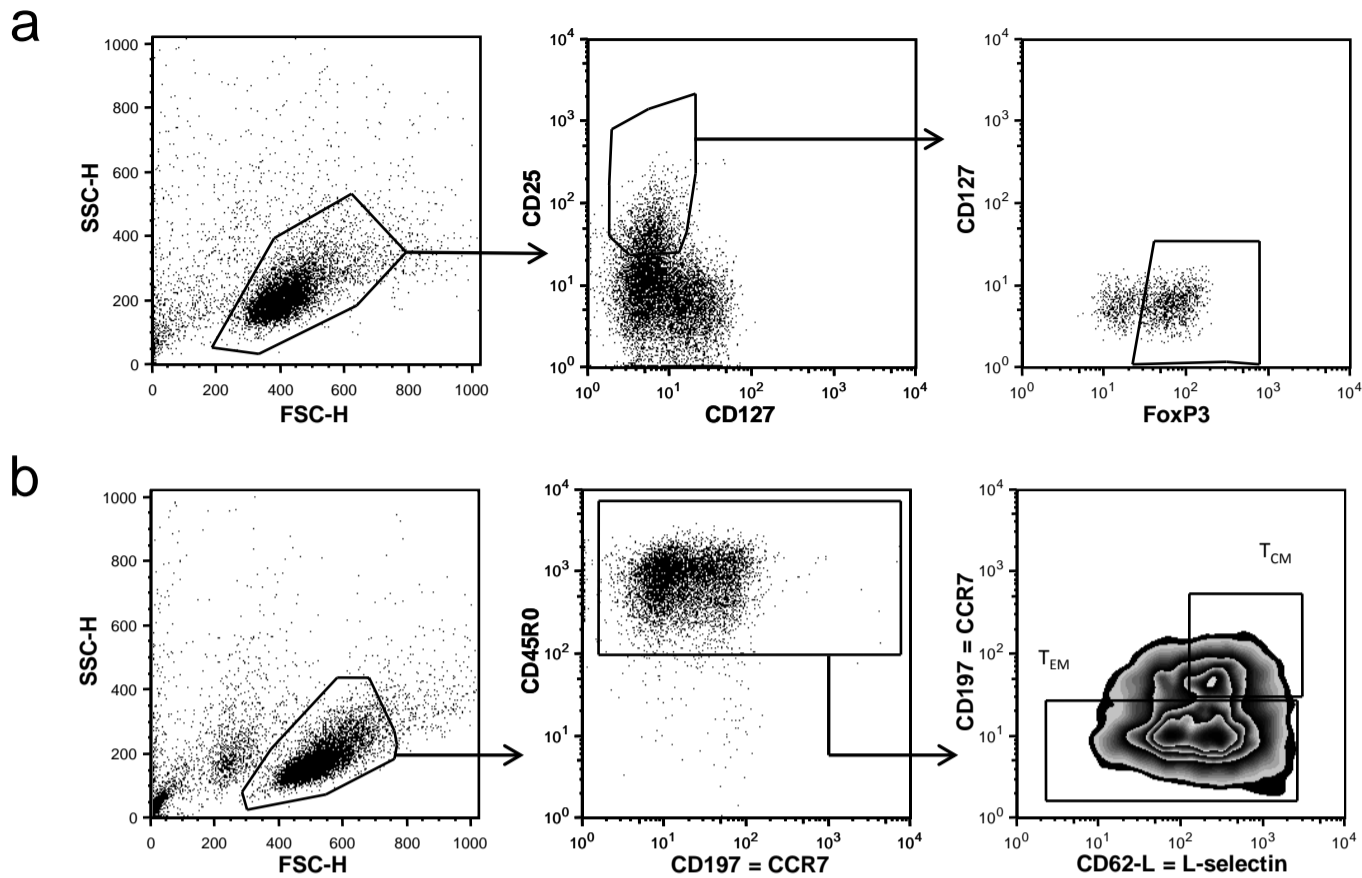 a
1000
800
600
400
200
0
SSC-H
0 200 400 600 800 1000
FSC-H
10^4
10^3
10^2
10^1
10^0
CD25
10^0 10^1 10^2 10^3 10^4
CD127
10^4
10^3
10^2
10^1
10^0
CD127
10^0 10^1 10^2 10^3 10^4
FoxP3
b
1000
800
600
400
200
0
SSC-H
0 200 400 600 800 1000
FSC-H
10^4
10^3
10^2
10^1
10^0
CD45R0
10^0 10^1 10^2 10^3 10^4
CD197 = CCR7
10^4
10^3
10^2
10^1
10^0
CD197 = CCR7
T_CM
T_EM
10^0 10^1 10^2 10^3 10^4
CD62-L = L-selectin